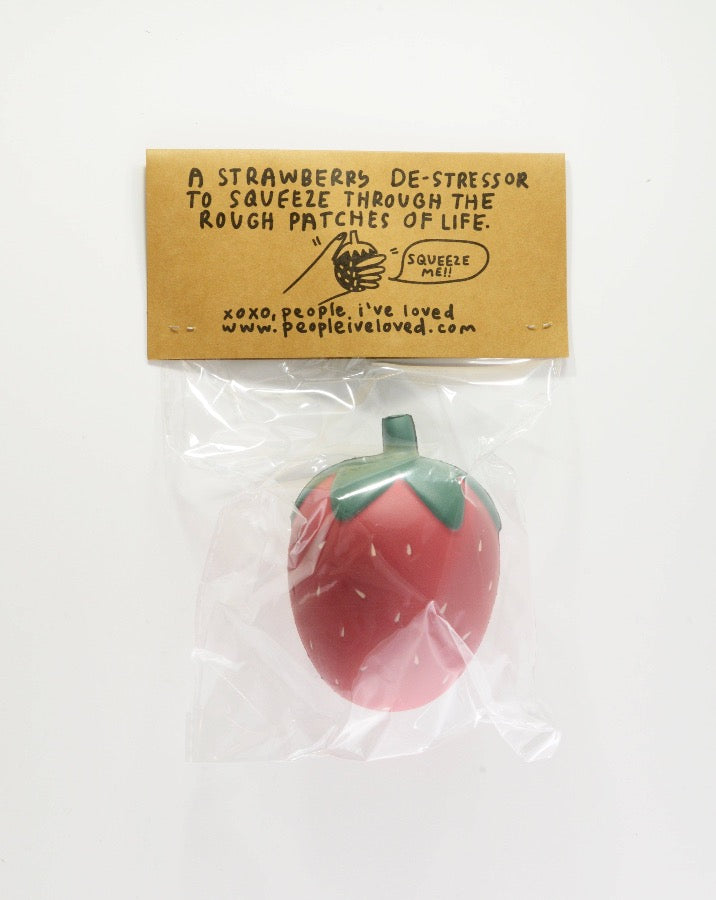 A STRAWBERRY DE-STRESSOR
TO SQUEEZE THROUGH THE
ROUGH PATCHES OF LIFE.
SQUEEZE
ME!!
xoxo, people i've loved
www.peopleiveloved.com